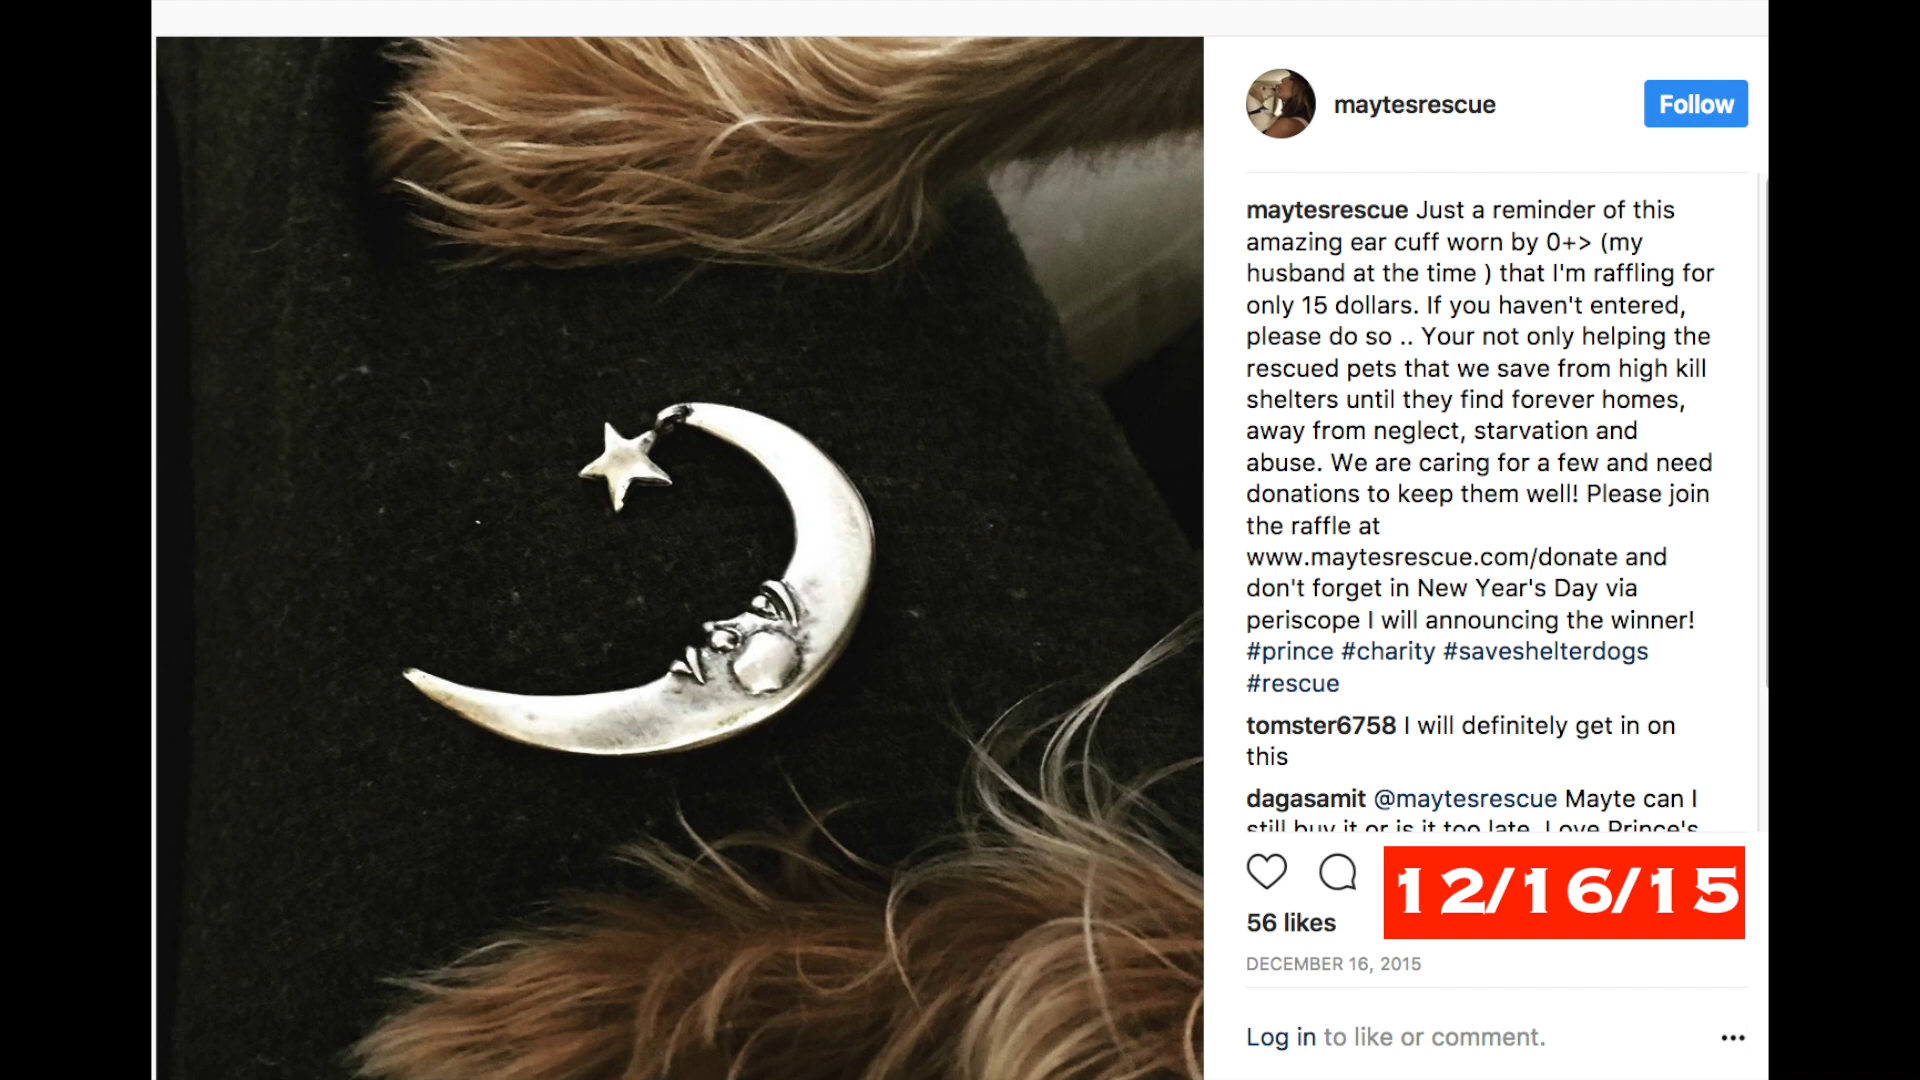 maytesrescue
Follow
maytesrescue Just a reminder of this
amazing ear cuff worn by 0+> (my
husband at the time ) that I'm raffling for
only 15 dollars. If you haven't entered,
please do so .. Your not only helping the
rescued pets that we save from high kill
shelters until they find forever homes,
away from neglect, starvation and
abuse. We are caring for a few and need
donations to keep them well! Please join
the raffle at
www.maytesrescue.com/donate and
don't forget in New Year's Day via
periscope I will announcing the winner!
#prince #charity #saveshelterdogs
#rescue
tomster6758 I will definitely get in on
this
dagasamit @maytesrescue Mayte can I
still buy it or is it too late. Love Prince's
12/16/15
56 likes
DECEMBER 16, 2015
Log in to like or comment.